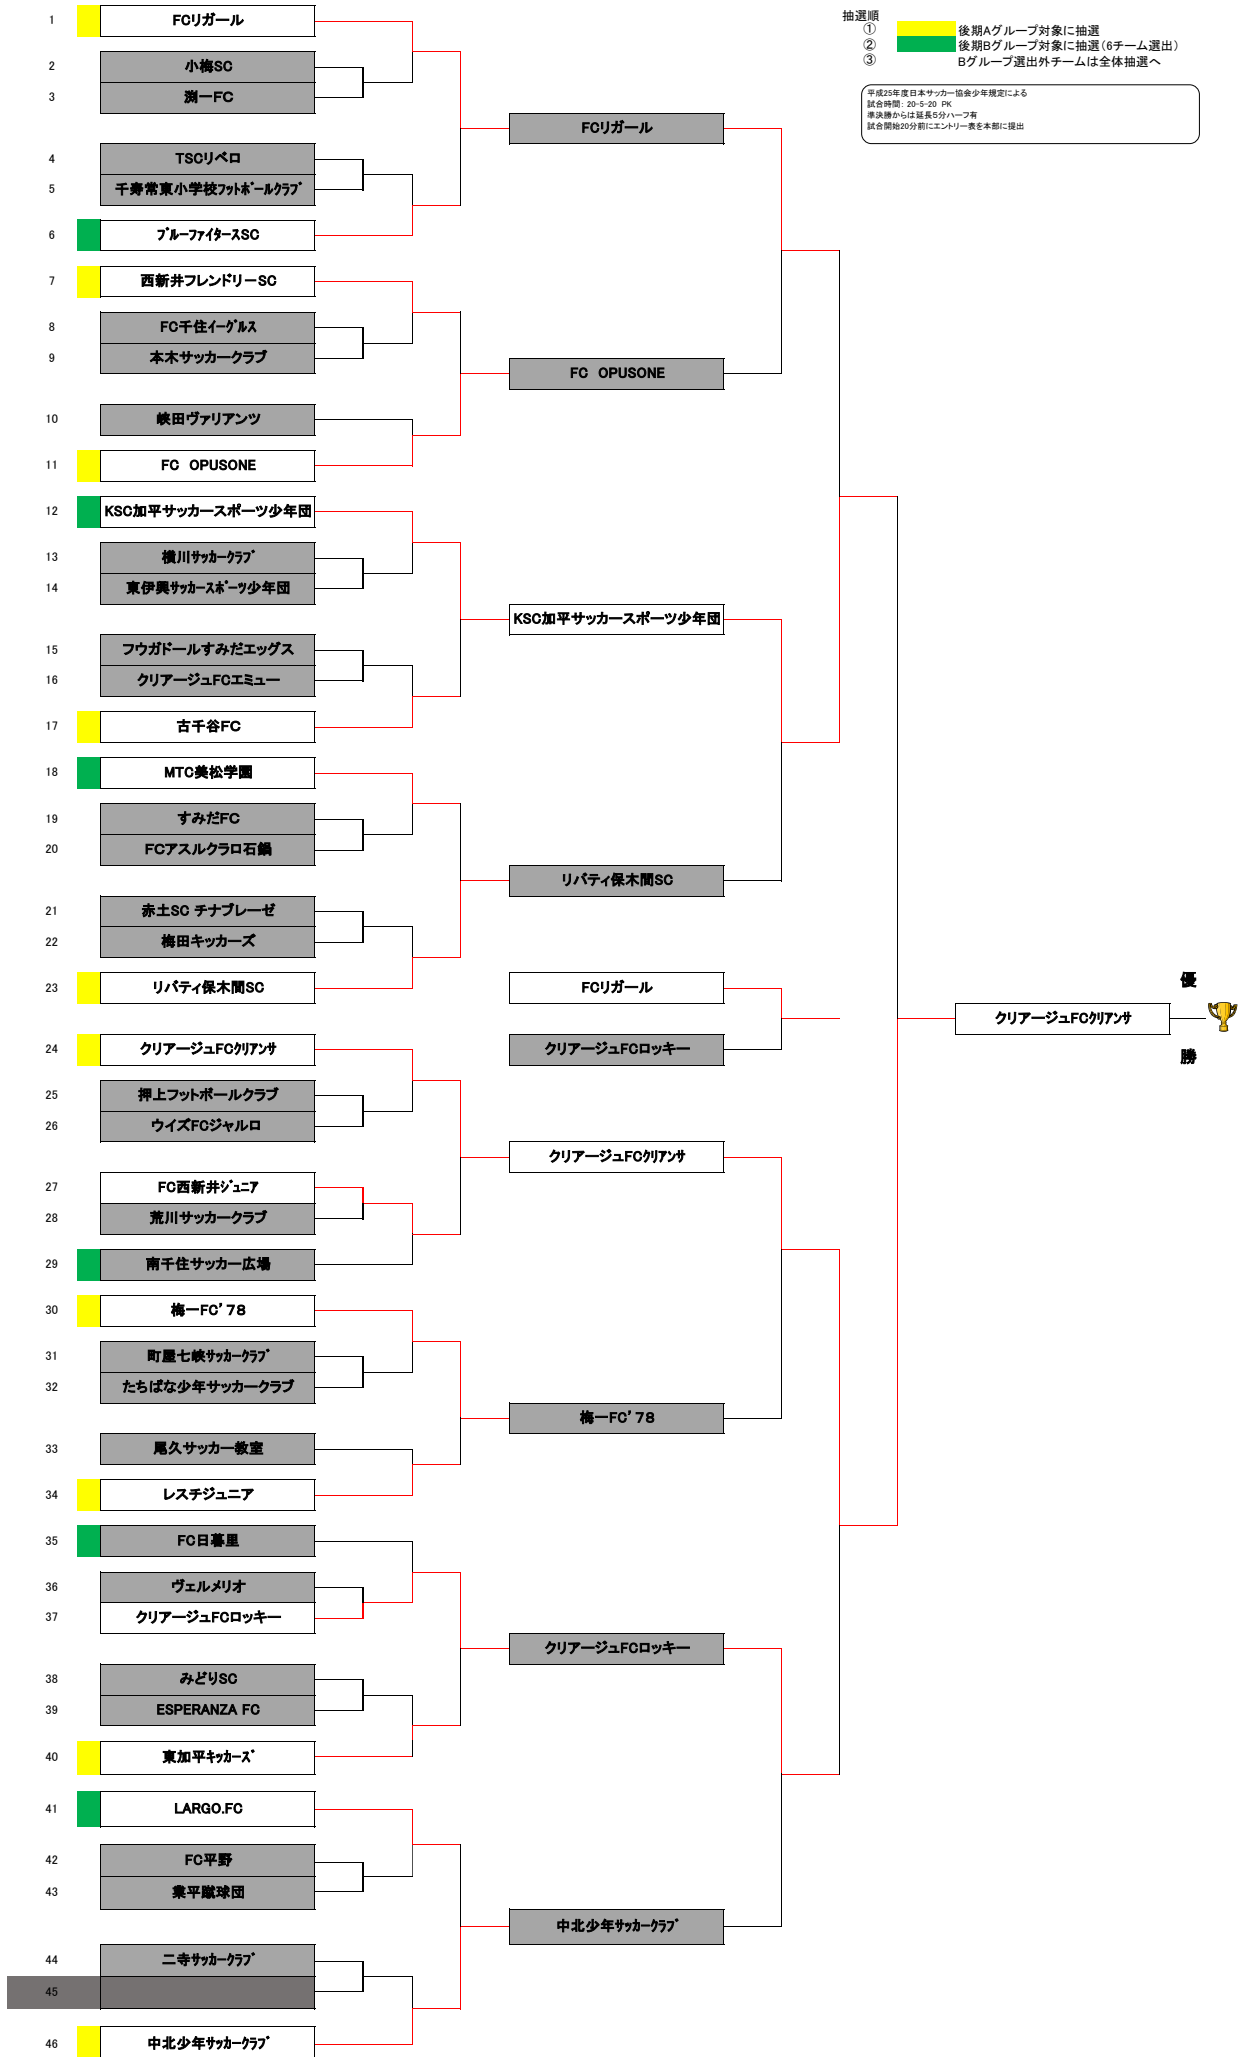 抽選順
① 後期Aグループ対象に抽選
② 後期Bグループ対象に抽選(6チーム選出)
③ Bグループ選出外チームは全体抽選へ
平成25年度日本サッカー協会少年規定による
試合時間: 20-5-20 PK
準決勝からは延長5分ハーフ有
試合開始20分前にエントリー表を本部に提出
1 FCリガール
2 小梅SC
3 渕一FC
4 TSCリベロ
5 千寿常東小学校フットボールクラブ
6 ブルーファイタースSC
7 西新井フレンドリーSC
8 FC千住イーグルス
9 本木サッカークラブ
10 峡田ヴァリアンツ
11 FC OPUSONE
12 KSC加平サッカースポーツ少年団
13 横川サッカークラブ
14 東伊興サッカースポーツ少年団
15 フウガドールすみだエッグス
16 クリアージュFCエミュー
17 古千谷FC
18 MTC美松学園
19 すみだFC
20 FCアスルクラロ石鍋
21 赤土SC チナブレーゼ
22 梅田キッカーズ
23 リバティ保木間SC
24 クリアージュFCクリアンサ
25 押上フットボールクラブ
26 ウイズFCジャルロ
27 FC西新井ジュニア
28 荒川サッカークラブ
29 南千住サッカー広場
30 梅一FC'78
31 町屋七峡サッカークラブ
32 たちばな少年サッカークラブ
33 尾久サッカー教室
34 レスチジュニア
35 FC日暮里
36 ヴェルメリオ
37 クリアージュFCロッキー
38 みどりSC
39 ESPERANZA FC
40 東加平キッカーズ
41 LARGO.FC
42 FC平野
43 業平蹴球団
44 二寺サッカークラブ
45
46 中北少年サッカークラブ
FCリガール
FC OPUSONE
KSC加平サッカースポーツ少年団
リバティ保木間SC
FCリガール
クリアージュFCロッキー
クリアージュFCクリアンサ
梅一FC'78
クリアージュFCロッキー
中北少年サッカークラブ
クリアージュFCクリアンサ
優
勝